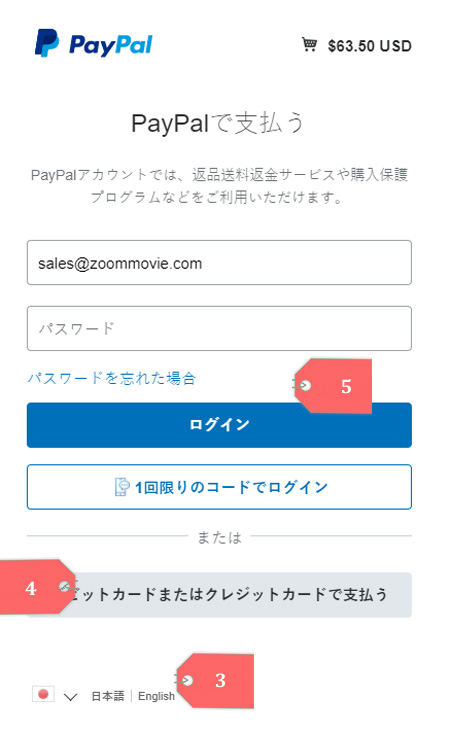 PayPal
$63.50 USD
PayPalで支払う
PayPalアカウントでは、返品送料返金サービスや購入保護
プログラムなどをご利用いただけます。
sales@zoommovie.com
パスワード
パスワードを忘れた場合
5
ログイン
1回限りのコードでログイン
または
4
ビットカードまたはクレジットカードで支払う
3
日本語 | English